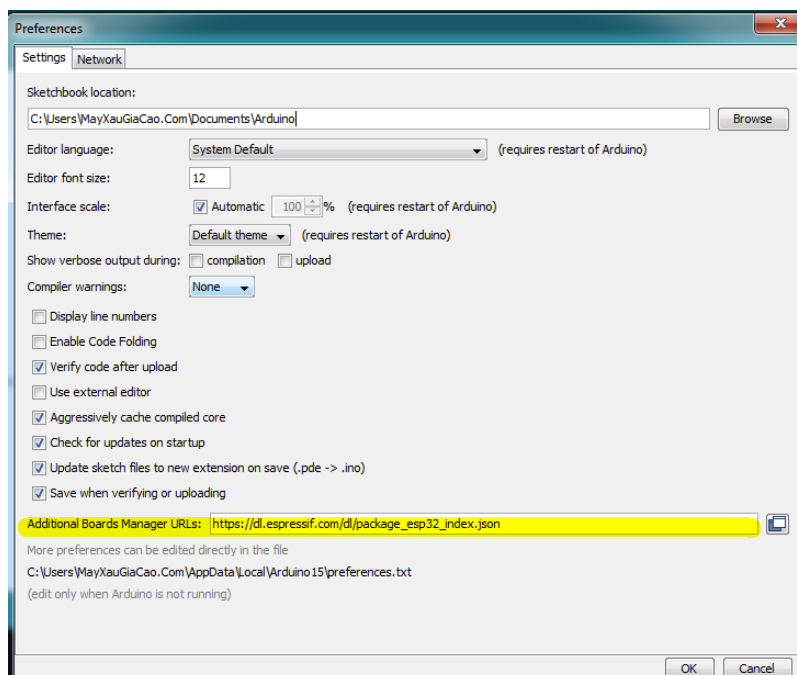 Preferences
Settings Network
Sketchbook location:
C:\Users\MayXauGiaCao.Com\Documents\Arduino Browse
Editor language: System Default (requires restart of Arduino)
Editor font size: 12
Interface scale: Automatic 100 % (requires restart of Arduino)
Theme: Default theme (requires restart of Arduino)
Show verbose output during: compilation upload
Compiler warnings: None
Display line numbers
Enable Code Folding
Verify code after upload
Use external editor
Aggressively cache compiled core
Check for updates on startup
Update sketch files to new extension on save (.pde -> .ino)
Save when verifying or uploading
Additional Boards Manager URLs: https://dl.espressif.com/dl/package_esp32_index.json
More preferences can be edited directly in the file
C:\Users\MayXauGiaCao.Com\AppData\Local\Arduino15\preferences.txt
(edit only when Arduino is not running)
OK Cancel